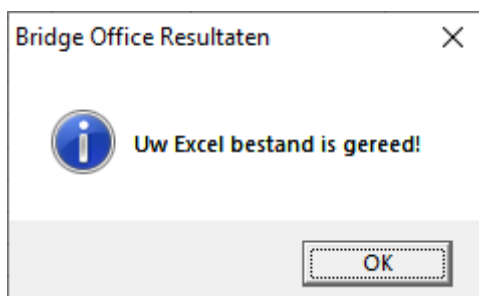 Bridge Office Resultaten
Uw Excel bestand is gereed!
OK